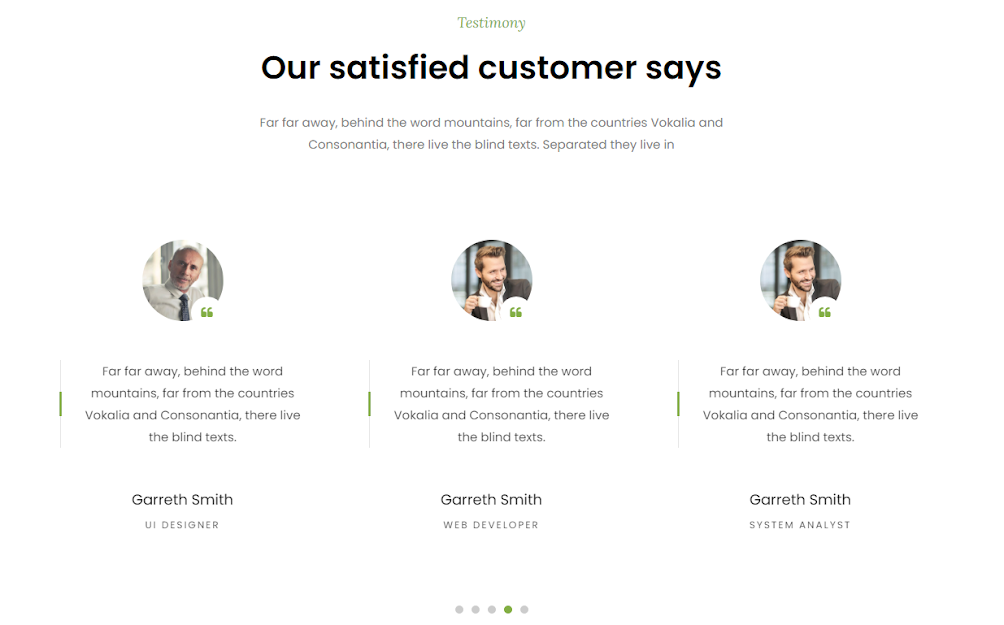 Testimony
Our satisfied customer says
Far far away, behind the word mountains, far from the countries Vokalia and
Consonantia, there live the blind texts. Separated they live in
Far far away, behind the word
mountains, far from the countries
Vokalia and Consonantia, there live
the blind texts.
Garreth Smith
UI DESIGNER
Far far away, behind the word
mountains, far from the countries
Vokalia and Consonantia, there live
the blind texts.
Garreth Smith
WEB DEVELOPER
Far far away, behind the word
mountains, far from the countries
Vokalia and Consonantia, there live
the blind texts.
Garreth Smith
SYSTEM ANALYST